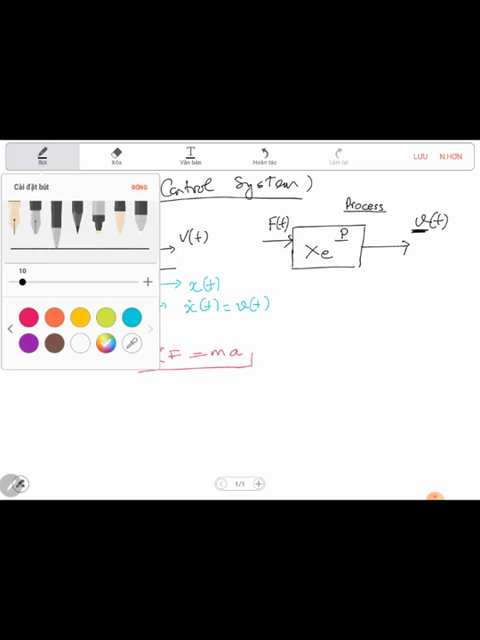 Bút Xóa Văn bản Hoàn tác Làm lại LƯU N.HƠN
Cài đặt bút ĐÓNG
Control System)
Process
F(t)
P
Xe
v(t)
V(t)
10
x(t)
ẋ(t) = v(t)
F = ma
1/1